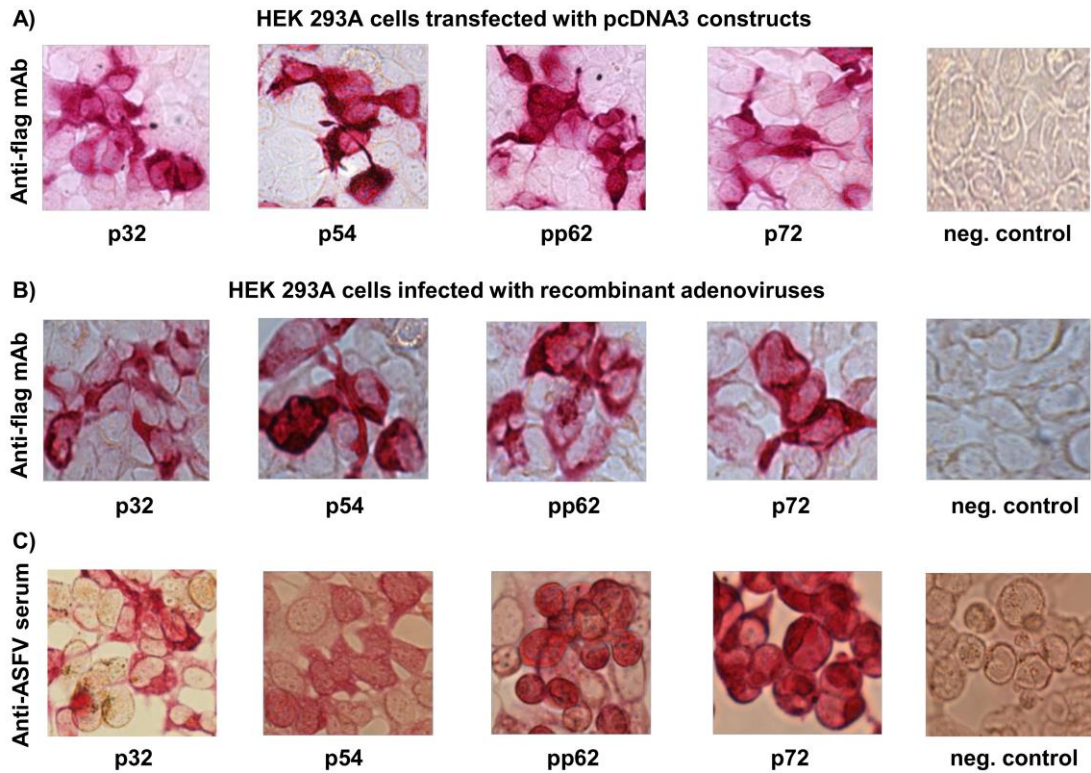 A) HEK 293A cells transfected with pcDNA3 constructs
Anti-flag mAb
p32 p54 pp62 p72 neg. control
B) HEK 293A cells infected with recombinant adenoviruses
Anti-flag mAb
p32 p54 pp62 p72 neg. control
C)
Anti-ASFV serum
p32 p54 pp62 p72 neg. control